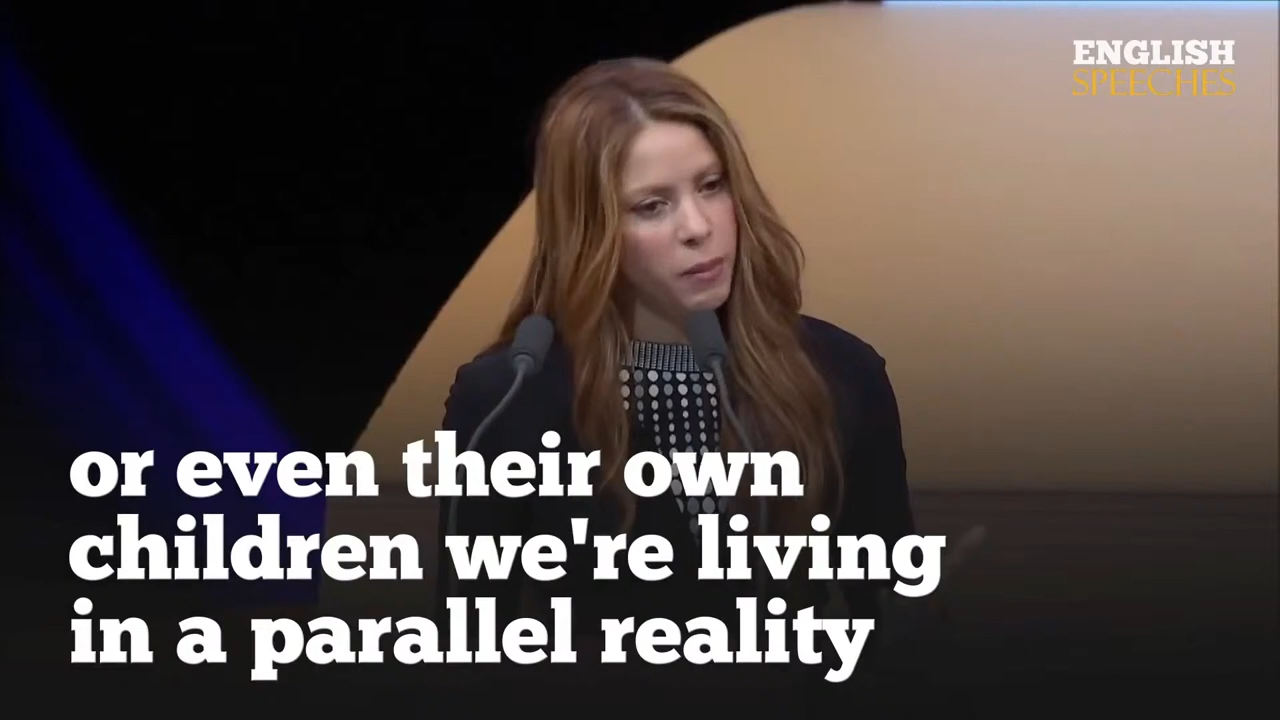 ENGLISH
SPEECHES
or even their own
children we're living
in a parallel reality